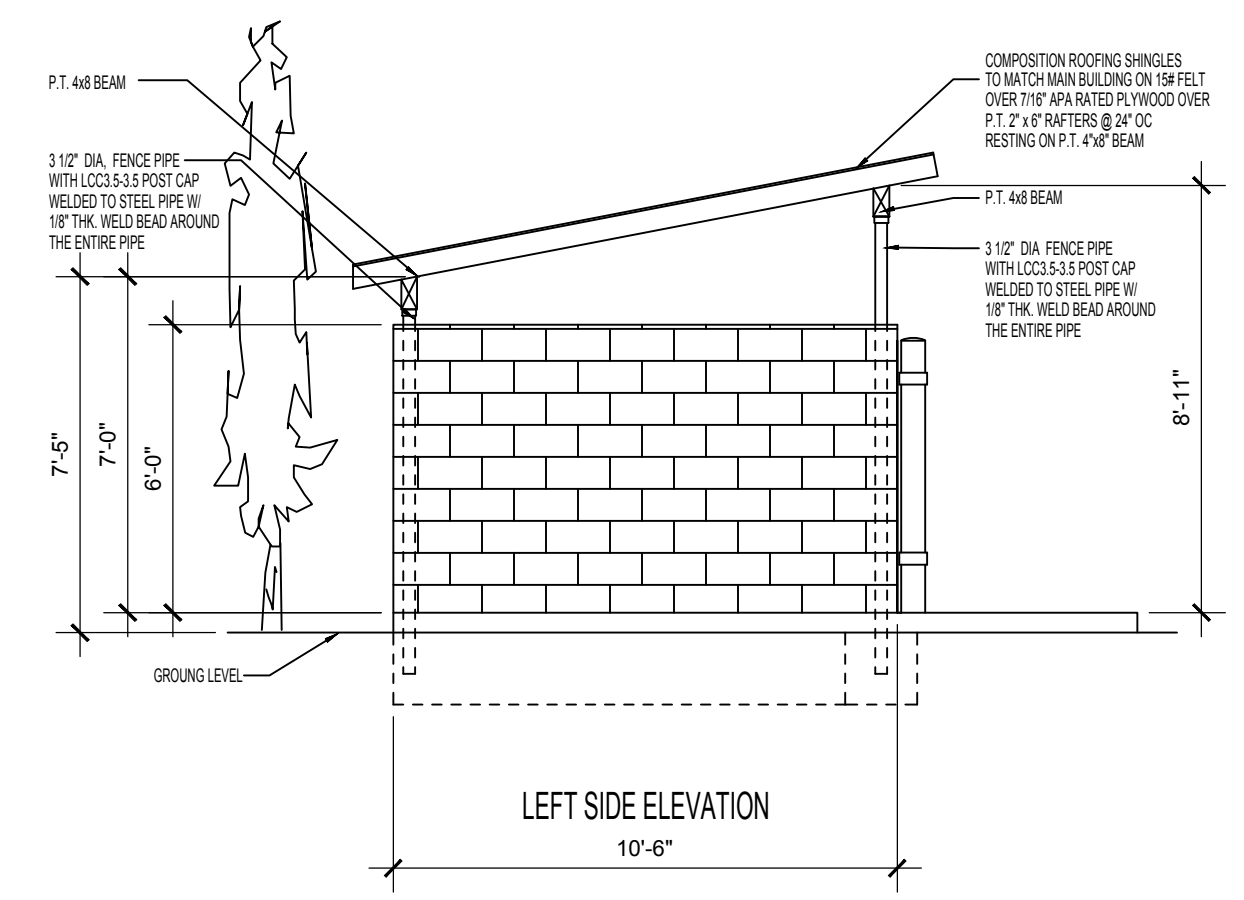 P.T. 4x8 BEAM
3 1/2" DIA, FENCE PIPE
WITH LCC3.5-3.5 POST CAP
WELDED TO STEEL PIPE W/
1/8" THK. WELD BEAD AROUND
THE ENTIRE PIPE
COMPOSITION ROOFING SHINGLES
TO MATCH MAIN BUILDING ON 15# FELT
OVER 7/16" APA RATED PLYWOOD OVER
P.T. 2" x 6" RAFTERS @ 24" OC
RESTING ON P.T. 4"x8" BEAM
P.T. 4x8 BEAM
3 1/2" DIA FENCE PIPE
WITH LCC3.5-3.5 POST CAP
WELDED TO STEEL PIPE W/
1/8" THK. WELD BEAD AROUND
THE ENTIRE PIPE
7'-5"
7'-0"
6'-0"
8'-11"
GROUNG LEVEL
LEFT SIDE ELEVATION
10'-6"